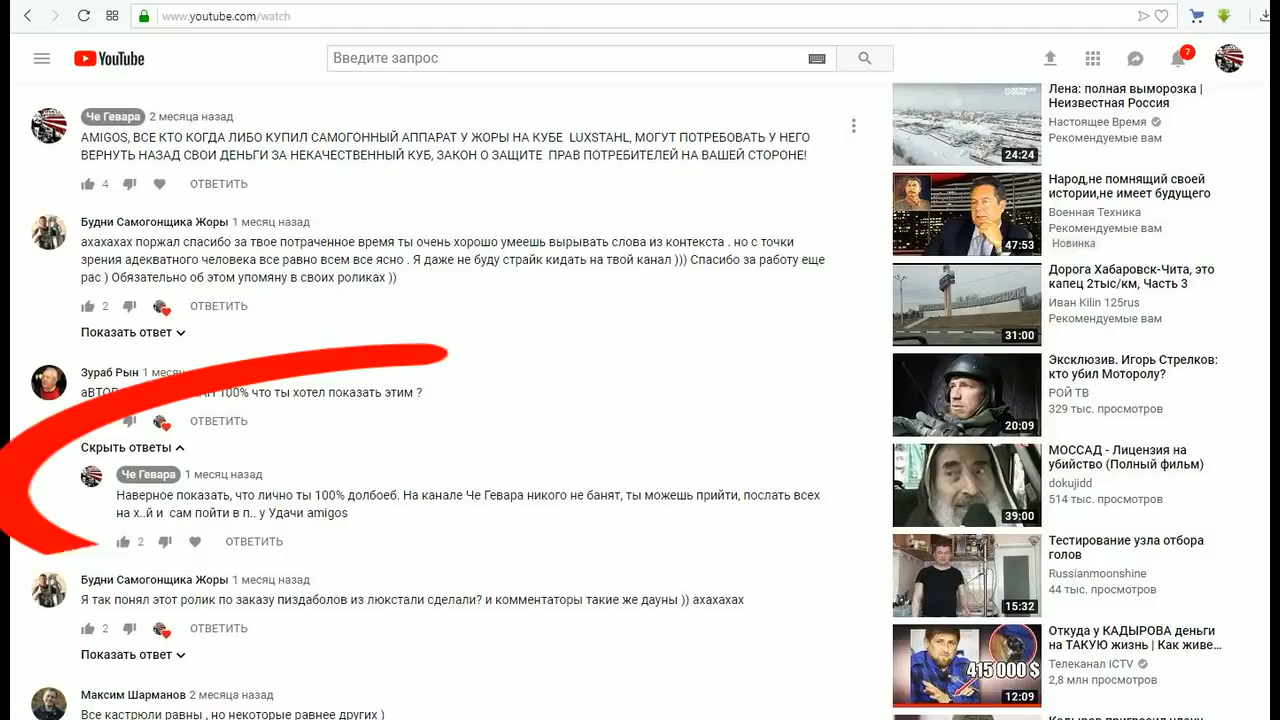 www.youtube.com/watch
YouTube
Введите запрос
7
Че Гевара 2 месяца назад
AMIGOS, ВСЕ КТО КОГДА ЛИБО КУПИЛ САМОГОННЫЙ АППАРАТ У ЖОРЫ НА КУБЕ LUXSTAHL, МОГУТ ПОТРЕБОВАТЬ У НЕГО
ВЕРНУТЬ НАЗАД СВОИ ДЕНЬГИ ЗА НЕКАЧЕСТВЕННЫЙ КУБ, ЗАКОН О ЗАЩИТЕ ПРАВ ПОТРЕБИТЕЛЕЙ НА ВАШЕЙ СТОРОНЕ!
4 ОТВЕТИТЬ
Будни Самогонщика Жоры 1 месяц назад
ахахахах поржал спасибо за твое потраченное время ты очень хорошо умеешь вырывать слова из контекста . но с точки
зрения адекватного человека все равно всем все ясно . Я даже не буду страйк кидать на твой канал ))) Спасибо за работу еще
рас ) Обязательно об этом упомяну в своих роликах ))
2 ОТВЕТИТЬ
Показать ответ
Зураб Рын 1 месяц
100% что ты хотел показать этим ?
ОТВЕТИТЬ
Скрыть ответы
Че Гевара 1 месяц назад
Наверное показать, что лично ты 100% долбоеб. На канале Че Гевара никого не банят, ты можешь прийти, послать всех
на х..й и сам пойти в п.. у Удачи amigos
2 ОТВЕТИТЬ
Будни Самогонщика Жоры 1 месяц назад
Я так понял этот ролик по заказу пиздаболов из люкстали сделали? и комментаторы такие же дауны )) ахахахах
2 ОТВЕТИТЬ
Показать ответ
Максим Шарманов 2 месяца назад
Все кастрюли равны , но некоторые равнее других )
24:24
Лена: полная выморозка |
Неизвестная Россия
Настоящее Время
Рекомендуемые вам
47:53
Народ,не помнящий своей
истории,не имеет будущего
Военная Техника
Рекомендуемые вам
Новинка
31:00
Дорога Хабаровск-Чита, это
капец 2тыс/км, Часть 3
Иван Kilin 125rus
Рекомендуемые вам
20:09
Эксклюзив. Игорь Стрелков:
кто убил Моторолу?
РОЙ ТВ
329 тыс. просмотров
39:00
МОССАД - Лицензия на
убийство (Полный фильм)
dokujidd
514 тыс. просмотров
15:32
Тестирование узла отбора
голов
Russianmoonshine
44 тыс. просмотров
415 000 $
12:09
Откуда у КАДЫРОВА деньги
на ТАКУЮ жизнь | Как живе...
Телеканал ICTV
2,8 млн просмотров